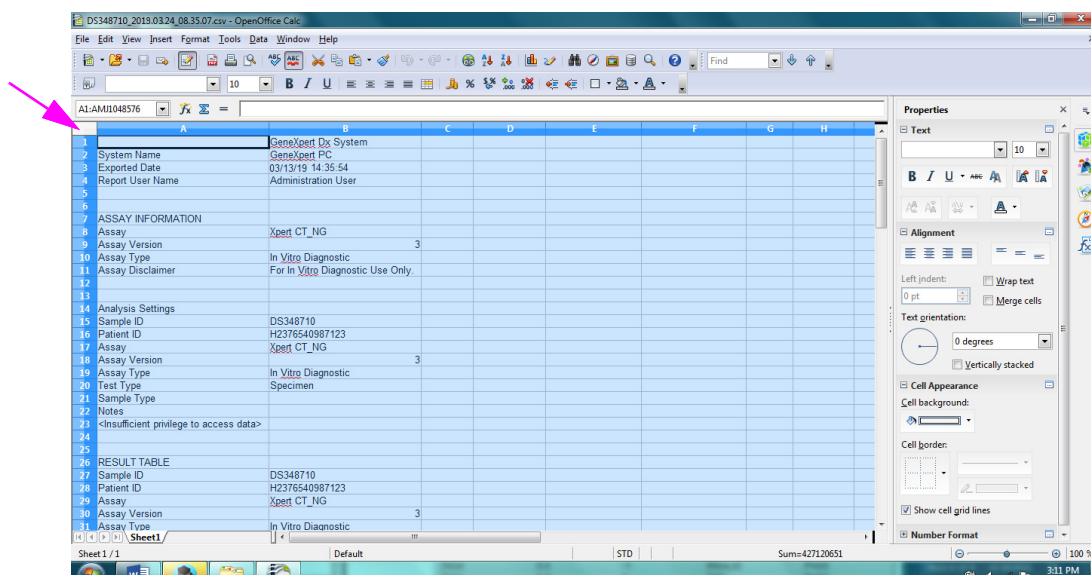 DS348710_2019.03.24_08.35.07.csv - OpenOffice Calc
File Edit View Insert Format Tools Data Window Help
Find
10 B I U
A1:AMJ1048576 fx Σ =
A B C D E F G H
1 GeneXpert Dx System
2 System Name GeneXpert PC
3 Exported Date 03/13/19 14:35:54
4 Report User Name Administration User
5
6
7 ASSAY INFORMATION
8 Assay Xpert CT_NG
9 Assay Version 3
10 Assay Type In Vitro Diagnostic
11 Assay Disclaimer For In Vitro Diagnostic Use Only.
12
13
14 Analysis Settings
15 Sample ID DS348710
16 Patient ID H2376540987123
17 Assay Xpert CT_NG
18 Assay Version 3
19 Assay Type In Vitro Diagnostic
20 Test Type Specimen
21 Sample Type
22 Notes
23 <Insufficient privilege to access data>
24
25
26 RESULT TABLE
27 Sample ID DS348710
28 Patient ID H2376540987123
29 Assay Xpert CT_NG
30 Assay Version 3
31 Assay Type In Vitro Diagnostic
Sheet1
Sheet 1 / 1 Default STD Sum=427120651 100 %
Properties
Text
10
B I U ABC
Alignment
Left indent: Wrap text
0 pt Merge cells
Text orientation:
0 degrees
Vertically stacked
Cell Appearance
Cell background:
Cell border:
Show cell grid lines
Number Format
3:11 PM